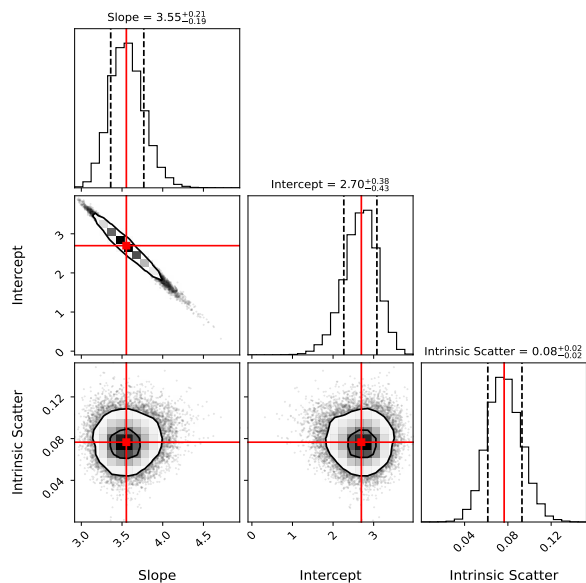 Slope = 3.55+0.21−0.19
Intercept = 2.70+0.38−0.43
Intercept
3
2
1
0
Intrinsic Scatter = 0.08+0.02−0.02
Intrinsic Scatter
0.12
0.08
0.04
3.0 3.5 4.0 4.5
0 1 2 3
0.04 0.08 0.12
Slope Intercept Intrinsic Scatter